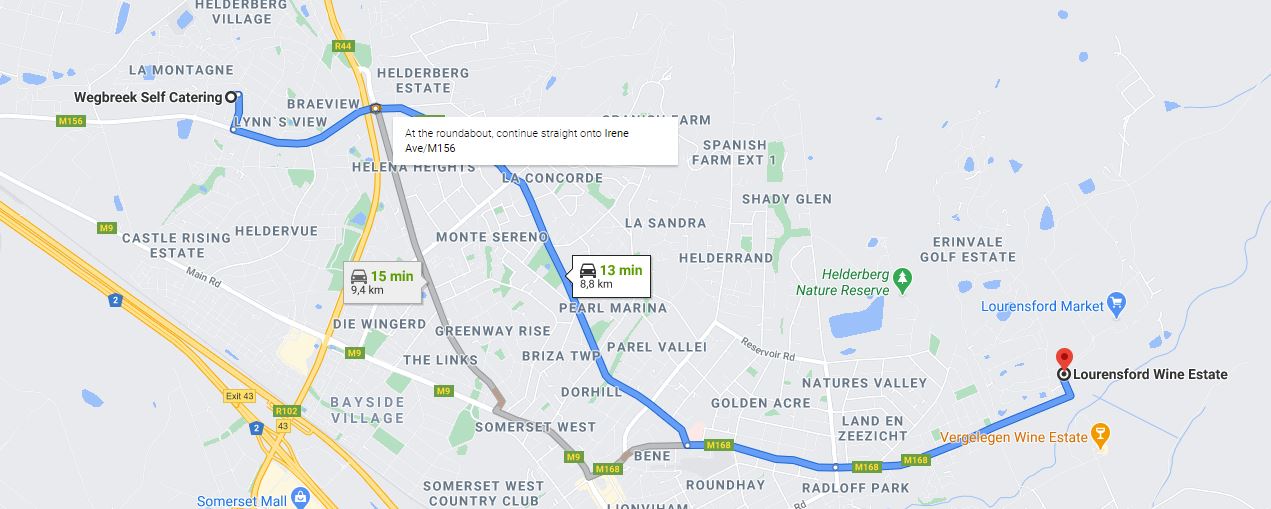 HELDERBERG
VILLAGE
R44
LA MONTAGNE
HELDERBERG
ESTATE
Wegbreek Self Catering
BRAEVIEW
M156
LYNN`S VIEW
SPANISH FARM
At the roundabout, continue straight onto Irene
Ave/M156
SPANISH
FARM EXT 1
HELENA HEIGHTS
LA CONCORDE
SHADY GLEN
M9
CASTLE RISING
ESTATE
HELDERVUE
MONTE SERENO
LA SANDRA
HELDERRAND
ERINVALE
GOLF ESTATE
Main Rd
15 min
9,4 km
13 min
8,8 km
Helderberg
Nature Reserve
2
Lourensford Market
PEARL MARINA
DIE WINGERD
GREENWAY RISE
M9
THE LINKS
BRIZA TWP
PAREL VALLEI
Reservoir Rd
Lourensford Wine Estate
NATURES VALLEY
M9
DORHILL
Exit 43
R102
BAYSIDE
VILLAGE
GOLDEN ACRE
43
2
SOMERSET WEST
LAND EN
ZEEZICHT
Vergelegen Wine Estate
M168
M9
BENE
M168
M168
M168
SOMERSET WEST
COUNTRY CLUB
ROUNDHAY
RADLOFF PARK
Somerset Mall
LIONVIHAM
Rd